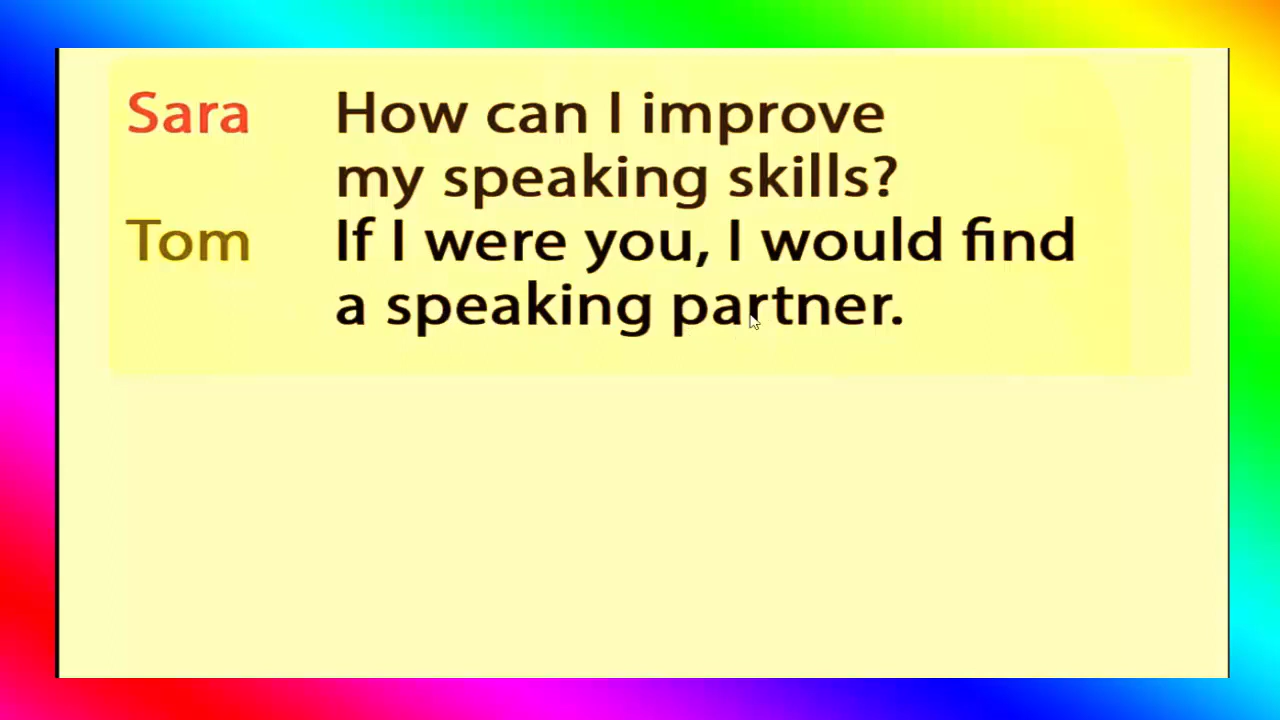 Sara How can I improve
my speaking skills?
Tom If I were you, I would find
a speaking partner.